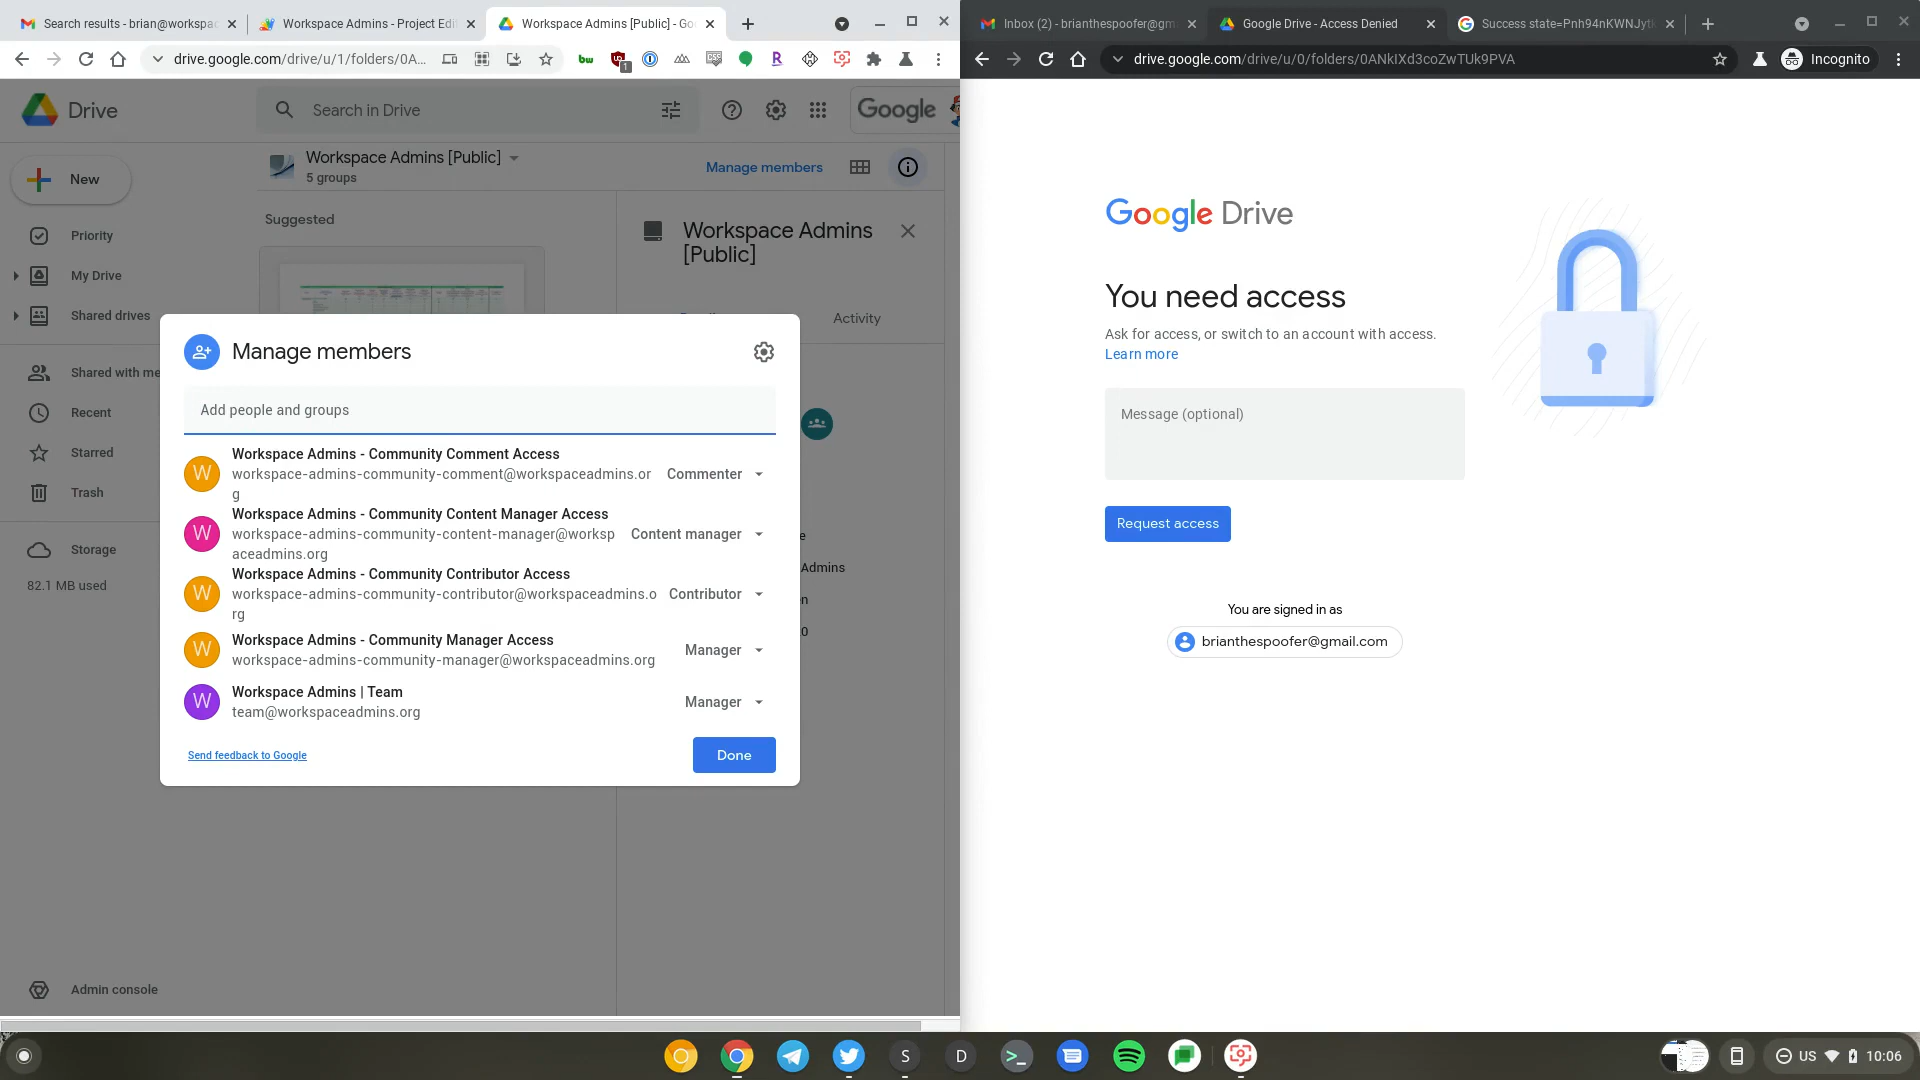 Search results - brian@workspac
Workspace Admins - Project Edi
Workspace Admins [Public] - Go
drive.google.com/drive/u/1/folders/0A...
1
Drive
Search in Drive
Google
New
Workspace Admins [Public]
5 groups
Manage members
Priority
My Drive
Shared drives
Shared with me
Recent
Starred
Trash
Storage
82.1 MB used
Admin console
Suggested
Workspace Admins
[Public]
Activity
e
Admins
n
0
Manage members
Add people and groups
Workspace Admins - Community Comment Access
workspace-admins-community-comment@workspaceadmins.or
g
Commenter
Workspace Admins - Community Content Manager Access
workspace-admins-community-content-manager@worksp
aceadmins.org
Content manager
Workspace Admins - Community Contributor Access
workspace-admins-community-contributor@workspaceadmins.o
rg
Contributor
Workspace Admins - Community Manager Access
workspace-admins-community-manager@workspaceadmins.org
Manager
Workspace Admins | Team
team@workspaceadmins.org
Manager
W
W
W
W
W
Send feedback to Google
Done
Inbox (2) - brianthespoofer@gm
Google Drive - Access Denied
Success state=Pnh94nKWNJyt
drive.google.com/drive/u/0/folders/0ANkIXd3coZwTUk9PVA
Incognito
Google Drive
You need access
Ask for access, or switch to an account with access.
Learn more
Message (optional)
Request access
You are signed in as
brianthespoofer@gmail.com
S
D
US
10:06